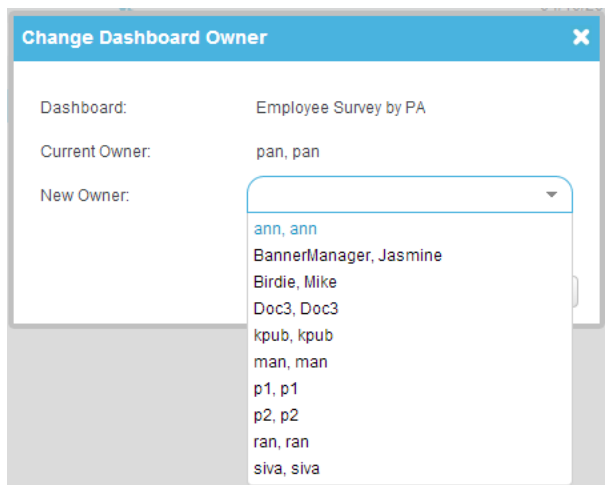 Change Dashboard Owner
Dashboard: Employee Survey by PA
Current Owner: pan, pan
New Owner:
ann, ann
BannerManager, Jasmine
Birdie, Mike
Doc3, Doc3
kpub, kpub
man, man
p1, p1
p2, p2
ran, ran
siva, siva